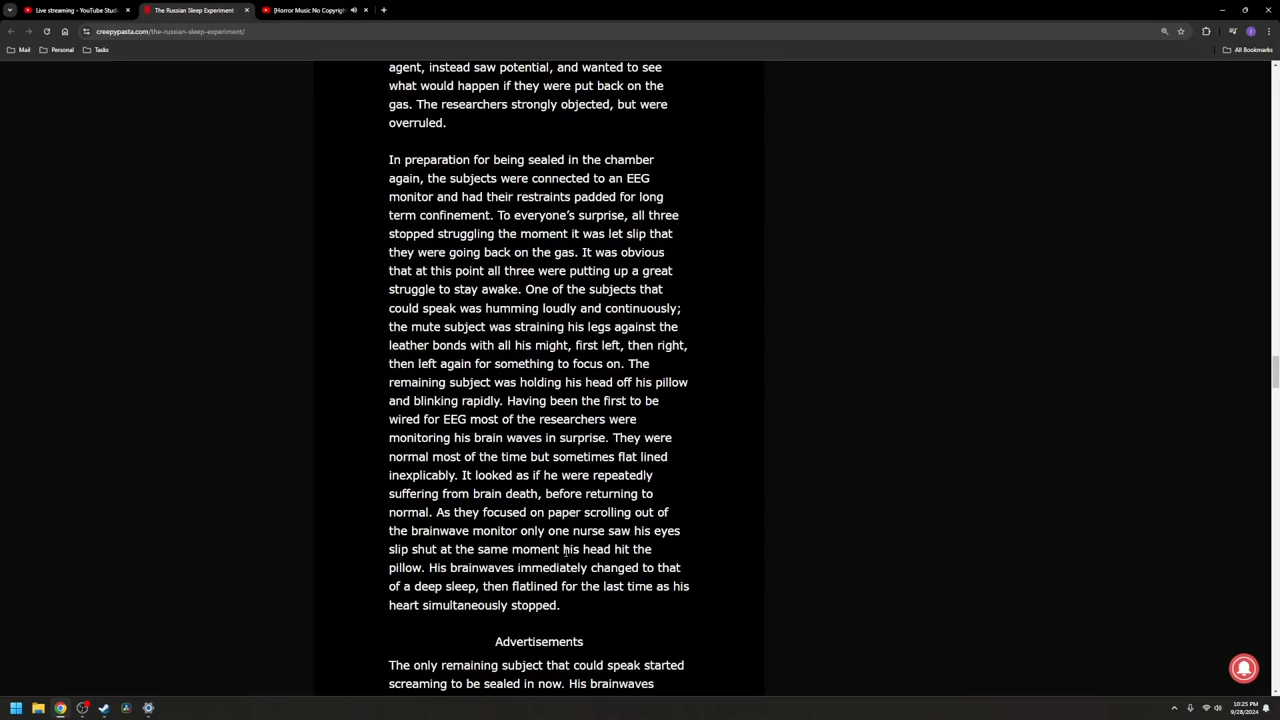 Live streaming - YouTube Stud
The Russian Sleep Experiment -
[Horror Music No Copyrigh
creepypasta.com/the-russian-sleep-experiment/
Mail
Personal
Tasks
All Bookmarks
agent, instead saw potential, and wanted to see
what would happen if they were put back on the
gas. The researchers strongly objected, but were
overruled.
In preparation for being sealed in the chamber
again, the subjects were connected to an EEG
monitor and had their restraints padded for long
term confinement. To everyone’s surprise, all three
stopped struggling the moment it was let slip that
they were going back on the gas. It was obvious
that at this point all three were putting up a great
struggle to stay awake. One of the subjects that
could speak was humming loudly and continuously;
the mute subject was straining his legs against the
leather bonds with all his might, first left, then right,
then left again for something to focus on. The
remaining subject was holding his head off his pillow
and blinking rapidly. Having been the first to be
wired for EEG most of the researchers were
monitoring his brain waves in surprise. They were
normal most of the time but sometimes flat lined
inexplicably. It looked as if he were repeatedly
suffering from brain death, before returning to
normal. As they focused on paper scrolling out of
the brainwave monitor only one nurse saw his eyes
slip shut at the same moment his head hit the
pillow. His brainwaves immediately changed to that
of a deep sleep, then flatlined for the last time as his
heart simultaneously stopped.
Advertisements
The only remaining subject that could speak started
screaming to be sealed in now. His brainwaves
10:25 PM
9/28/2024